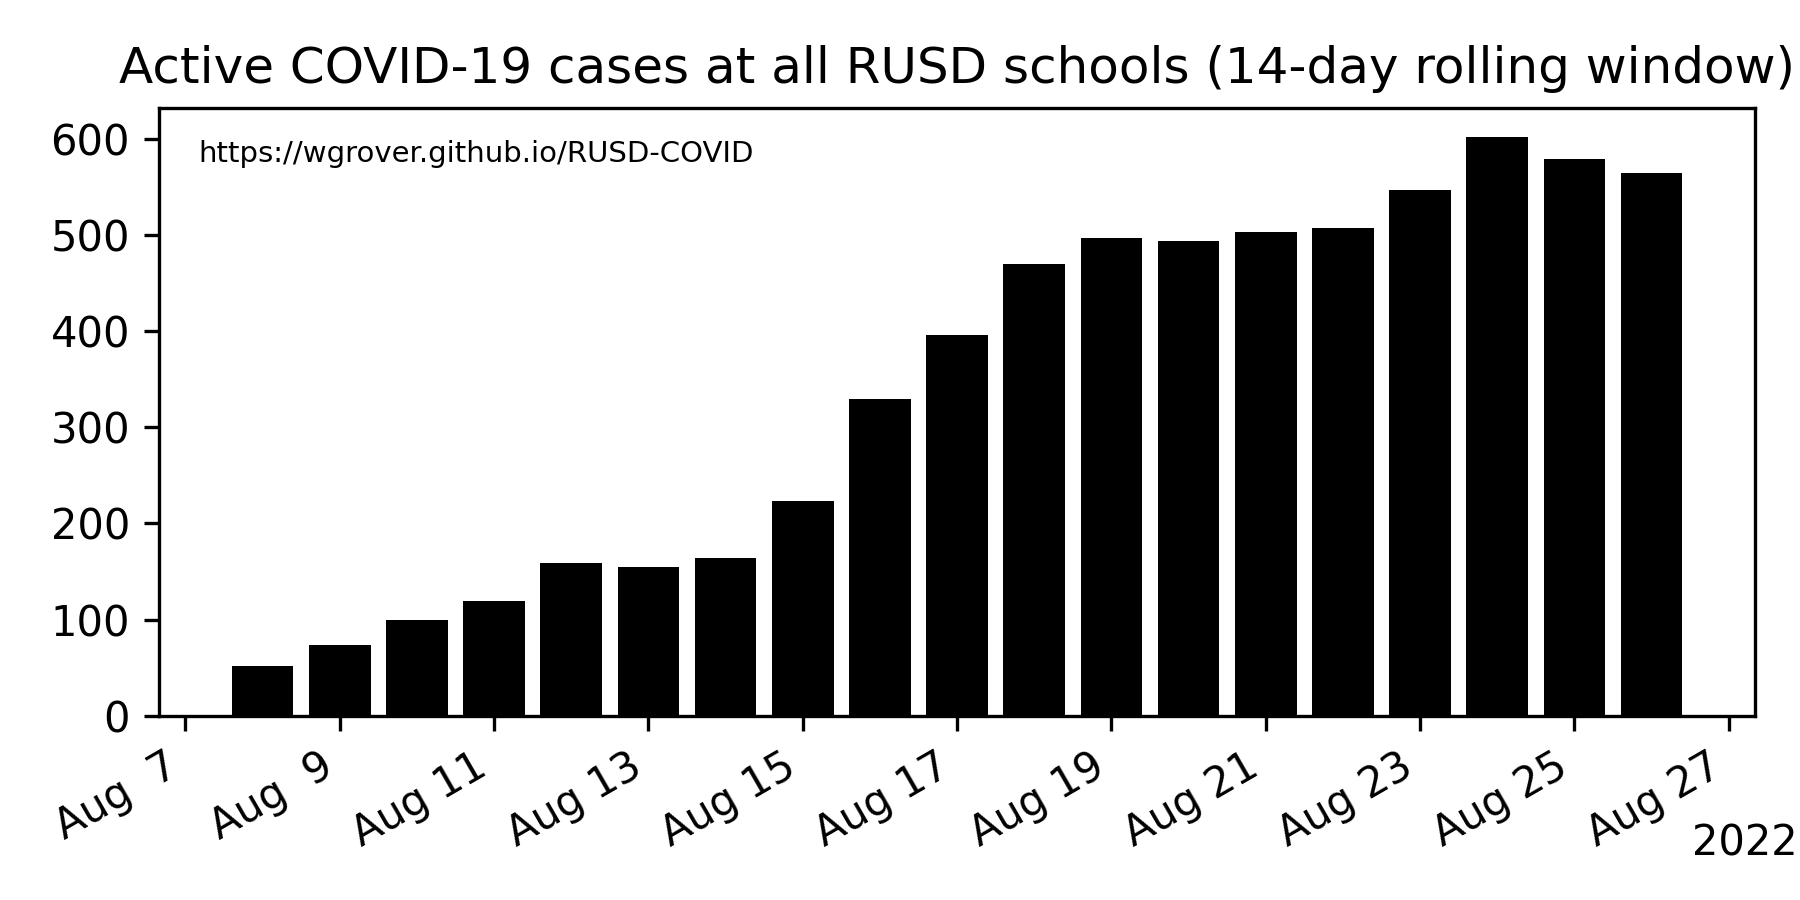 Active COVID-19 cases at all RUSD schools (14-day rolling window)
https://wgrover.github.io/RUSD-COVID
600
500
400
300
200
100
0
Aug 7
Aug 9
Aug 11
Aug 13
Aug 15
Aug 17
Aug 19
Aug 21
Aug 23
Aug 25
Aug 27
2022